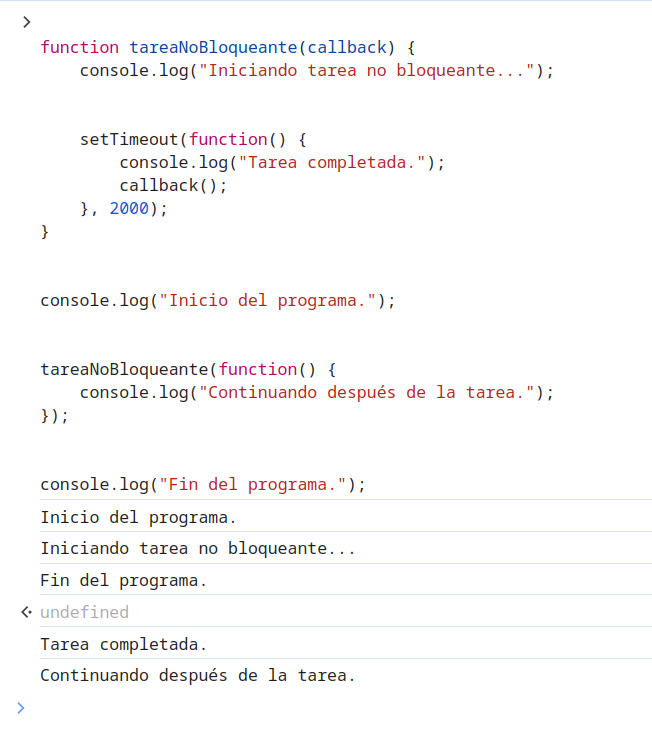 function tareaNoBloqueante(callback) {
    console.log("Iniciando tarea no bloqueante...");
    setTimeout(function() {
        console.log("Tarea completada.");
        callback();
    }, 2000);
}
console.log("Inicio del programa.");
tareaNoBloqueante(function() {
    console.log("Continuando después de la tarea.");
});
console.log("Fin del programa.");
Inicio del programa.
Iniciando tarea no bloqueante...
Fin del programa.
undefined
Tarea completada.
Continuando después de la tarea.